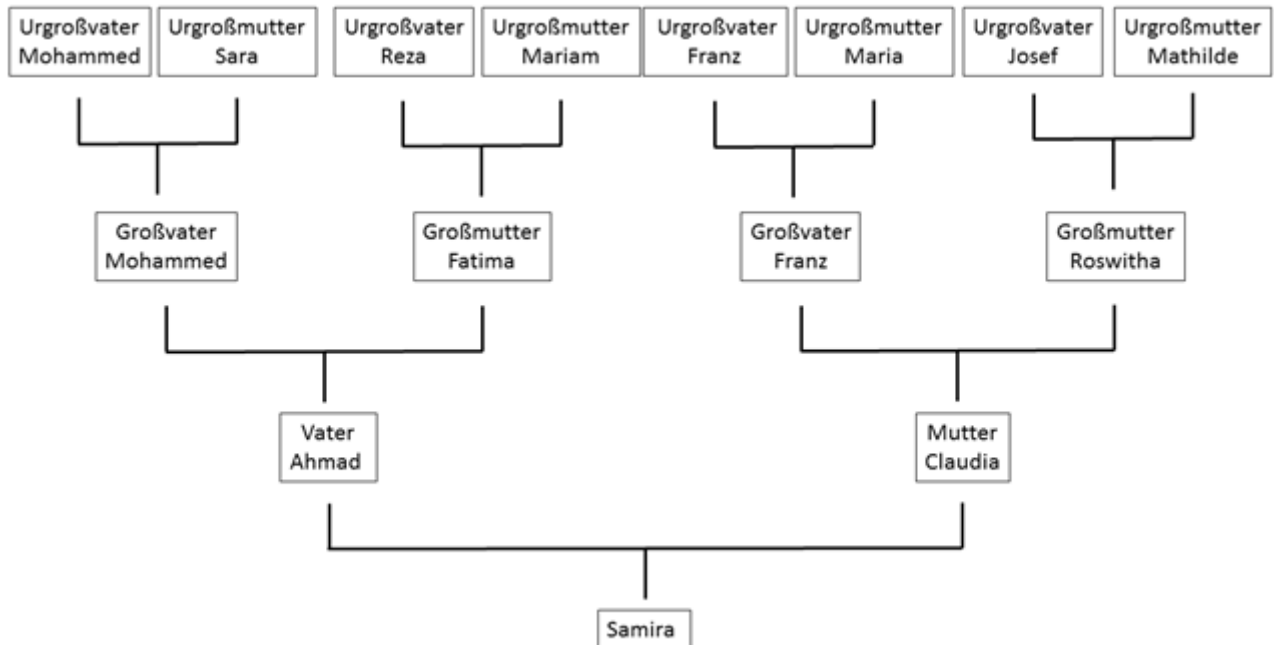 Urgroßvater
Mohammed
Urgroßmutter
Sara
Urgroßvater
Reza
Urgroßmutter
Mariam
Urgroßvater
Franz
Urgroßmutter
Maria
Urgroßvater
Josef
Urgroßmutter
Mathilde
Großvater
Mohammed
Großmutter
Fatima
Großvater
Franz
Großmutter
Roswitha
Vater
Ahmad
Mutter
Claudia
Samira